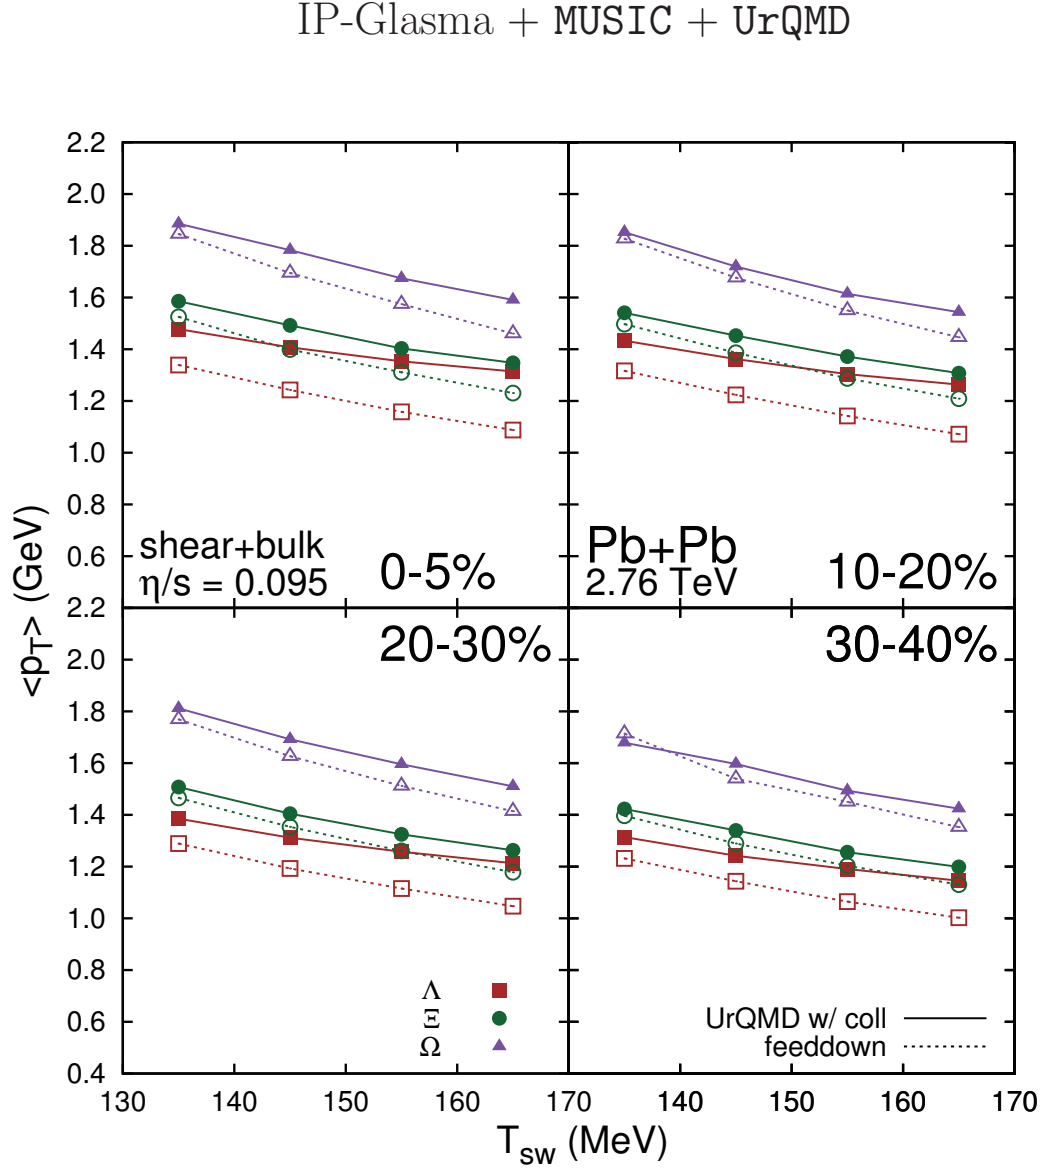 IP-Glasma + MUSIC + UrQMD
2.2
2.0
1.8
1.6
1.4
1.2
1.0
0.8
0.6
shear+bulk
η/s = 0.095
0-5%
Pb+Pb
2.76 TeV
10-20%
<p_T> (GeV)
2.2
2.0
1.8
1.6
1.4
1.2
1.0
0.8
0.6
0.4
20-30%
30-40%
Λ
Ξ
Ω
UrQMD w/ coll
feeddown
130 140 150 160 170 140 150 160 170
T_sw (MeV)